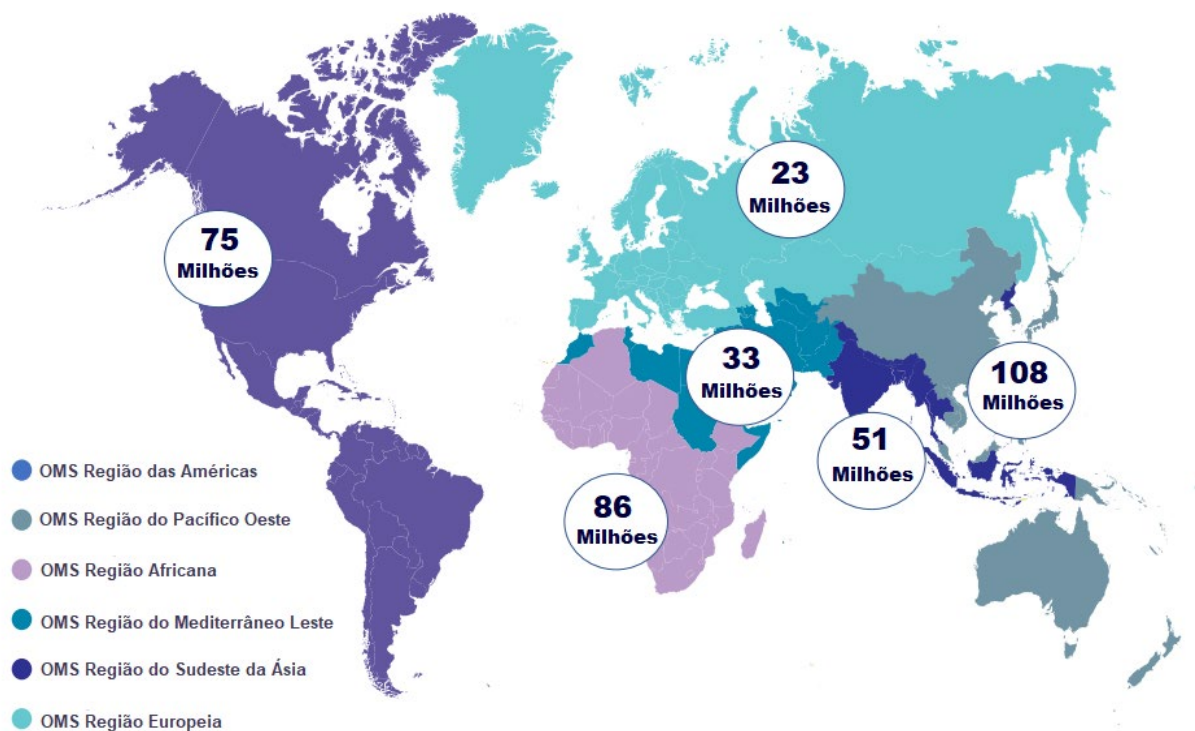 23
Milhões
75
Milhões
33
Milhões
108
Milhões
51
Milhões
86
Milhões
OMS Região das Américas
OMS Região do Pacífico Oeste
OMS Região Africana
OMS Região do Mediterrâneo Leste
OMS Região do Sudeste da Ásia
OMS Região Europeia